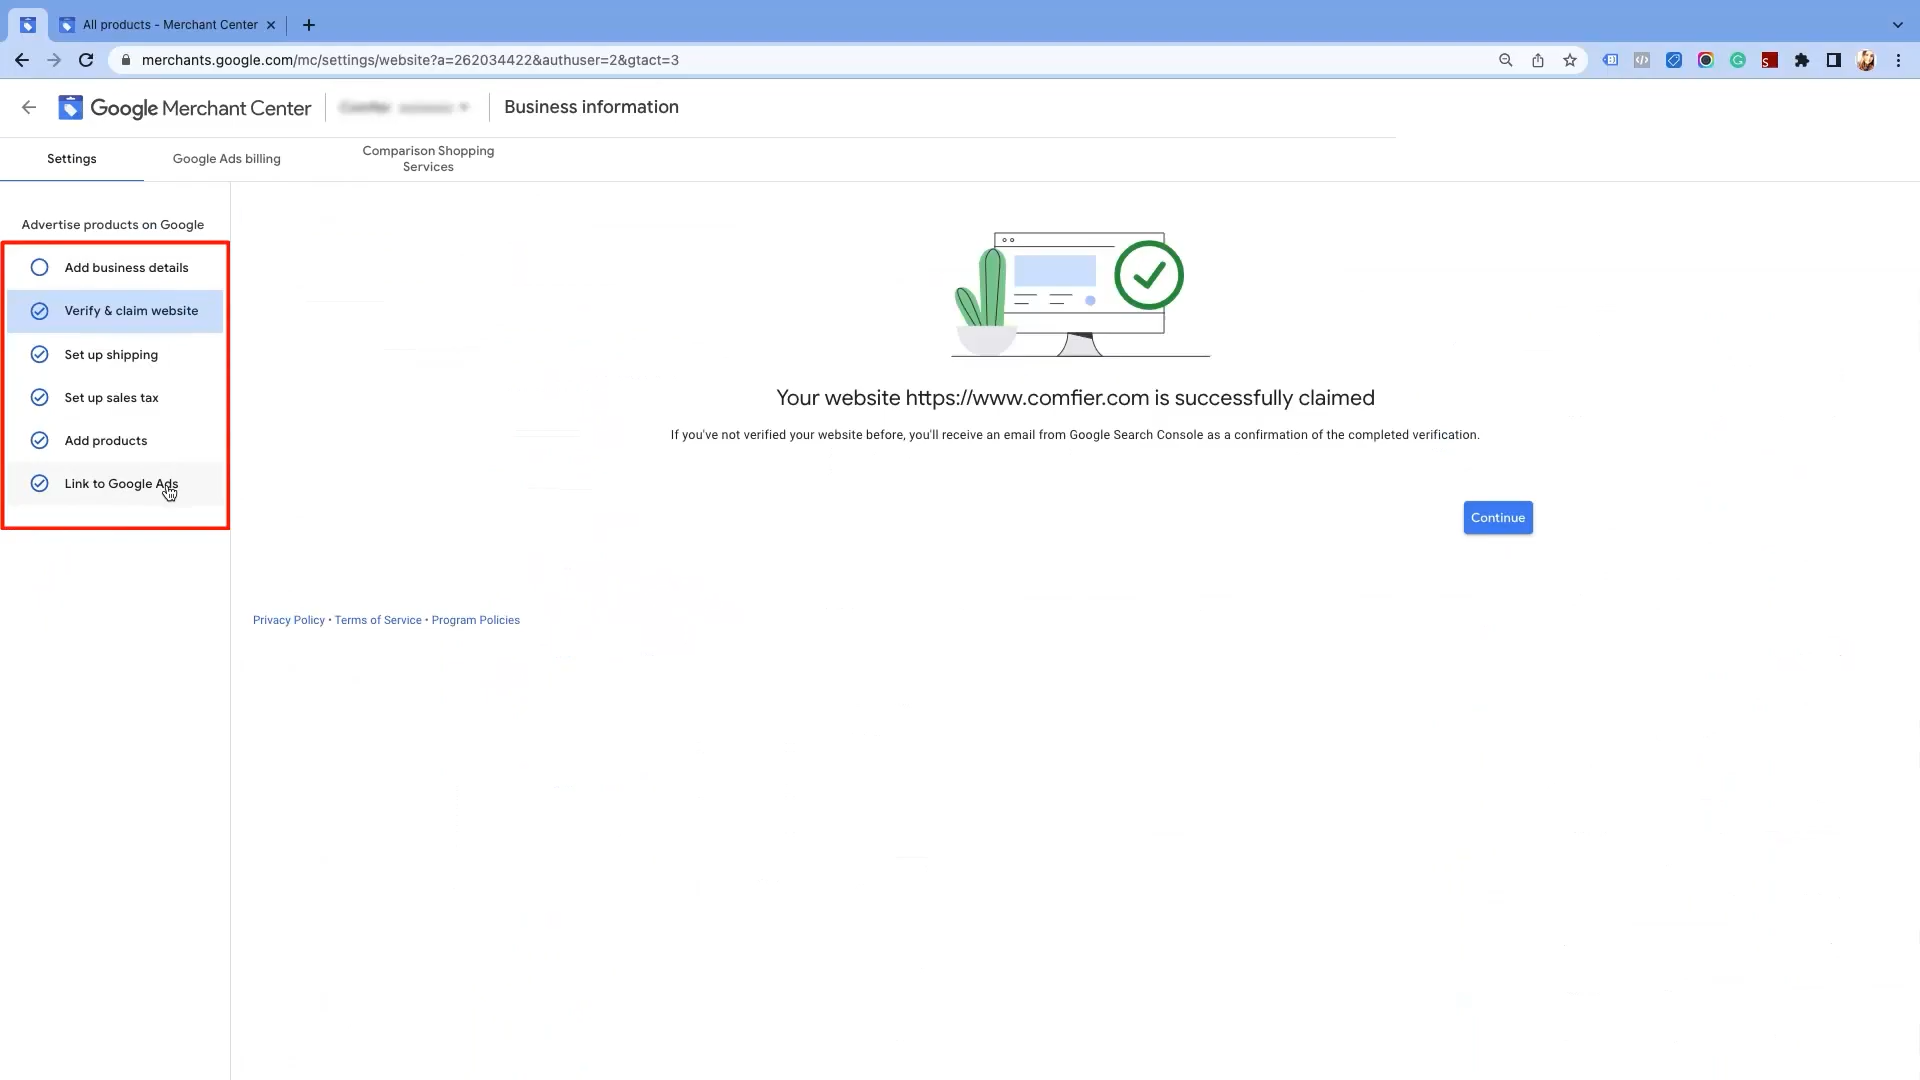 All products - Merchant Center
merchants.google.com/mc/settings/website?a=262034422&authuser=2&gtact=3
Google Merchant Center
Business information
Settings
Google Ads billing
Comparison Shopping
Services
Advertise products on Google
Add business details
Verify & claim website
Set up shipping
Set up sales tax
Add products
Link to Google Ads
Your website https://www.comfier.com is successfully claimed
If you've not verified your website before, you'll receive an email from Google Search Console as a confirmation of the completed verification.
Continue
Privacy Policy • Terms of Service • Program Policies